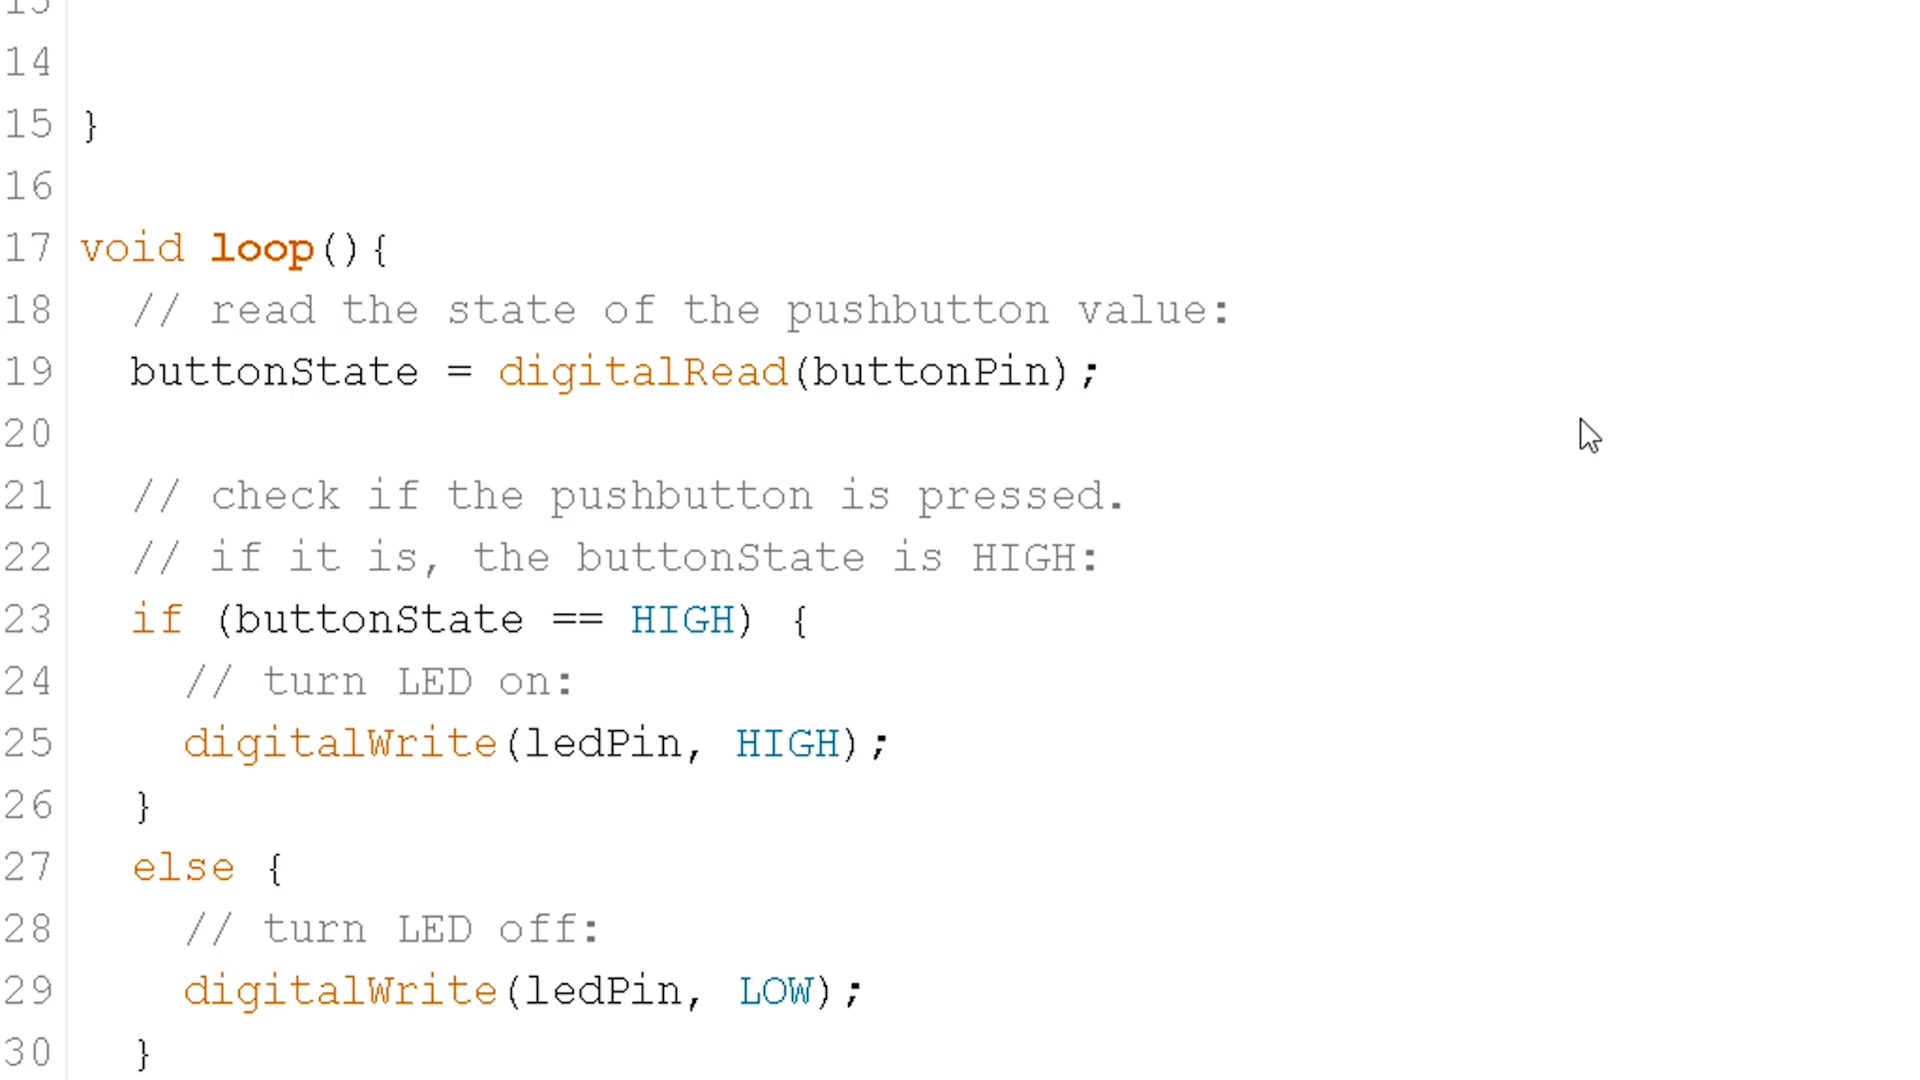 13
14
15 }
16
17 void loop(){
18 // read the state of the pushbutton value:
19 buttonState = digitalRead(buttonPin);
20
21 // check if the pushbutton is pressed.
22 // if it is, the buttonState is HIGH:
23 if (buttonState == HIGH) {
24 // turn LED on:
25 digitalWrite(ledPin, HIGH);
26 }
27 else {
28 // turn LED off:
29 digitalWrite(ledPin, LOW);
30 }